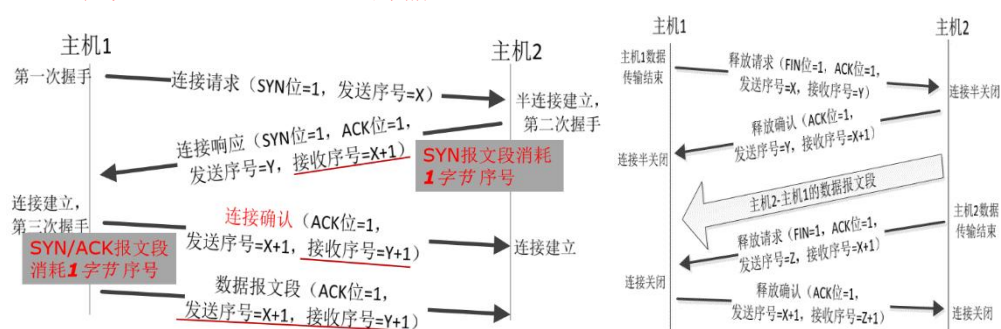 主机1
主机2
第一次握手
连接请求（SYN位=1，发送序号=X）
半连接建立，
第二次握手
连接响应（SYN位=1，ACK位=1，
发送序号=Y，接收序号=X+1）
SYN报文段消耗
1字节序号
连接建立，
第三次握手
SYN/ACK报文段
消耗1字节序号
连接确认（ACK位=1，
发送序号=X+1，接收序号=Y+1）
连接建立
数据报文段（ACK位=1，
发送序号=X+1，接收序号=Y+1）
主机1
主机2
主机1数据
传输结束
释放请求（FIN位=1，ACK位=1，
发送序号=X，接收序号=Y）
连接半关闭
释放确认（ACK位=1，
发送序号=Y，接收序号=X+1）
连接半关闭
主机2-主机1的数据报文段
主机2数据
传输结束
释放请求（FIN=1，ACK位=1，
发送序号=Z，接收序号=X+1）
连接关闭
释放确认（ACK位=1，
发送序号=X+1，接收序号=Z+1）
连接关闭